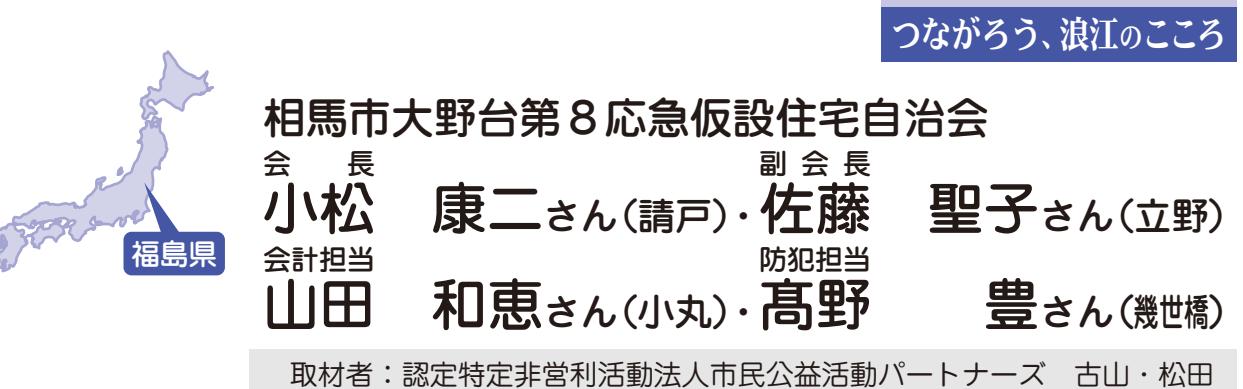 つながろう、浪江のこころ
相馬市大野台第8応急仮設住宅自治会
会長 副会長
小松 康二さん(請戸)・佐藤 聖子さん(立野)
会計担当 防犯担当
山田 和恵さん(小丸)・髙野 豊さん(幾世橋)
福島県
取材者:認定特定非営利活動法人市民公益活動パートナーズ 古山・松田